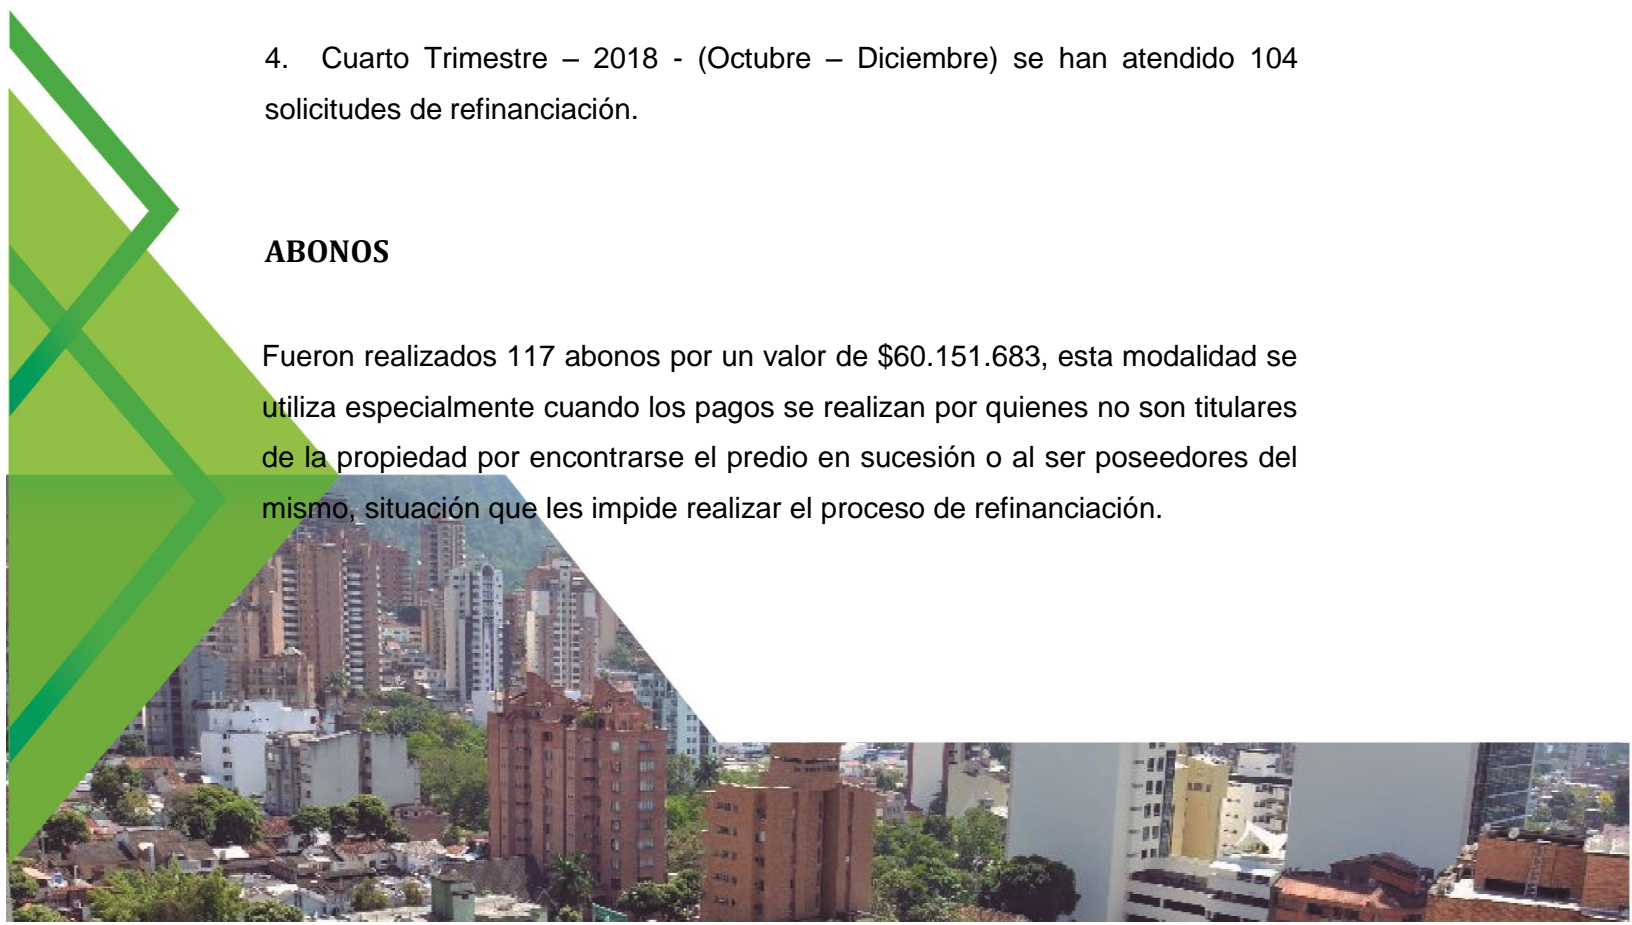 4. Cuarto Trimestre – 2018 - (Octubre – Diciembre) se han atendido 104
solicitudes de refinanciación.
ABONOS
Fueron realizados 117 abonos por un valor de $60.151.683, esta modalidad se
utiliza especialmente cuando los pagos se realizan por quienes no son titulares
de la propiedad por encontrarse el predio en sucesión o al ser poseedores del
mismo, situación que les impide realizar el proceso de refinanciación.